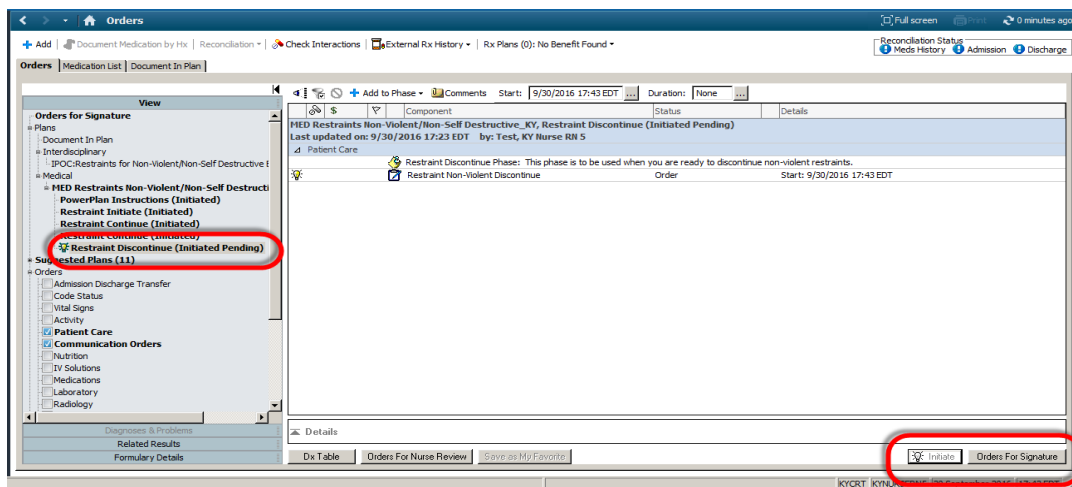 Orders
Full screen Print 0 minutes ago
Add Document Medication by Hx Reconciliation Check Interactions External Rx History Rx Plans (0): No Benefit Found
Reconciliation Status
Meds History Admission Discharge
Orders Medication List Document In Plan
View
Orders for Signature
Plans
Document In Plan
Interdisciplinary
IPOC:Restraints for Non-Violent/Non-Self Destructive
Medical
MED Restraints Non-Violent/Non-Self Destructi
PowerPlan Instructions (Initiated)
Restraint Initiate (Initiated)
Restraint Continue (Initiated)
Restraint Continue (Initiated)
Restraint Discontinue (Initiated Pending)
Suggested Plans (11)
Orders
Admission Discharge Transfer
Code Status
Vital Signs
Activity
Patient Care
Communication Orders
Nutrition
IV Solutions
Medications
Laboratory
Radiology
Diagnoses & Problems
Related Results
Formulary Details
Add to Phase Comments Start: 9/30/2016 17:43 EDT ... Duration: None ...
$ Component Status Details
MED Restraints Non-Violent/Non-Self Destructive_KY, Restraint Discontinue (Initiated Pending)
Last updated on: 9/30/2016 17:23 EDT by: Test, KY Nurse RN 5
Patient Care
Restraint Discontinue Phase: This phase is to be used when you are ready to discontinue non-violent restraints.
Restraint Non-Violent Discontinue Order Start: 9/30/2016 17:43 EDT
Details
Dx Table Orders For Nurse Review Save as My Favorite Initiate Orders For Signature
KYCRT